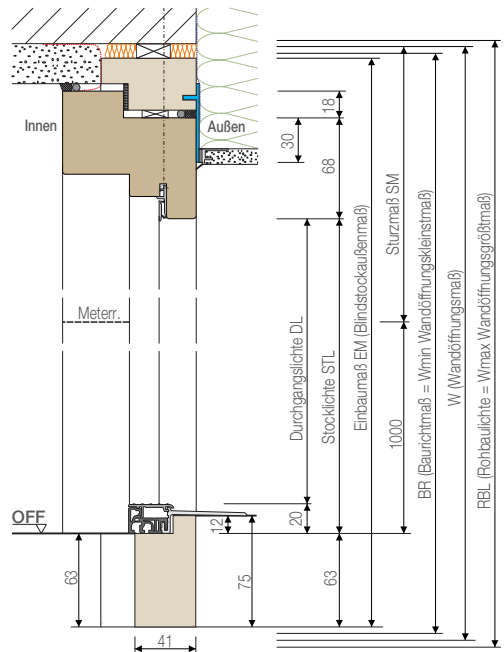 Innen
Außen
18
30
68
Meterr.
Durchgangslichte DL
Stocklichte STL
Einbaumaß EM (Blindstockaußenmaß)
Sturzmaß SM
1000
BR (Baurichtmaß = Wmin Wandöffnungskleinstmaß)
W (Wandöffnungsmaß)
RBL (Rohbaulichte = Wmax Wandöffnungsgrößtmaß)
OFF
12
20
63
75
63
41